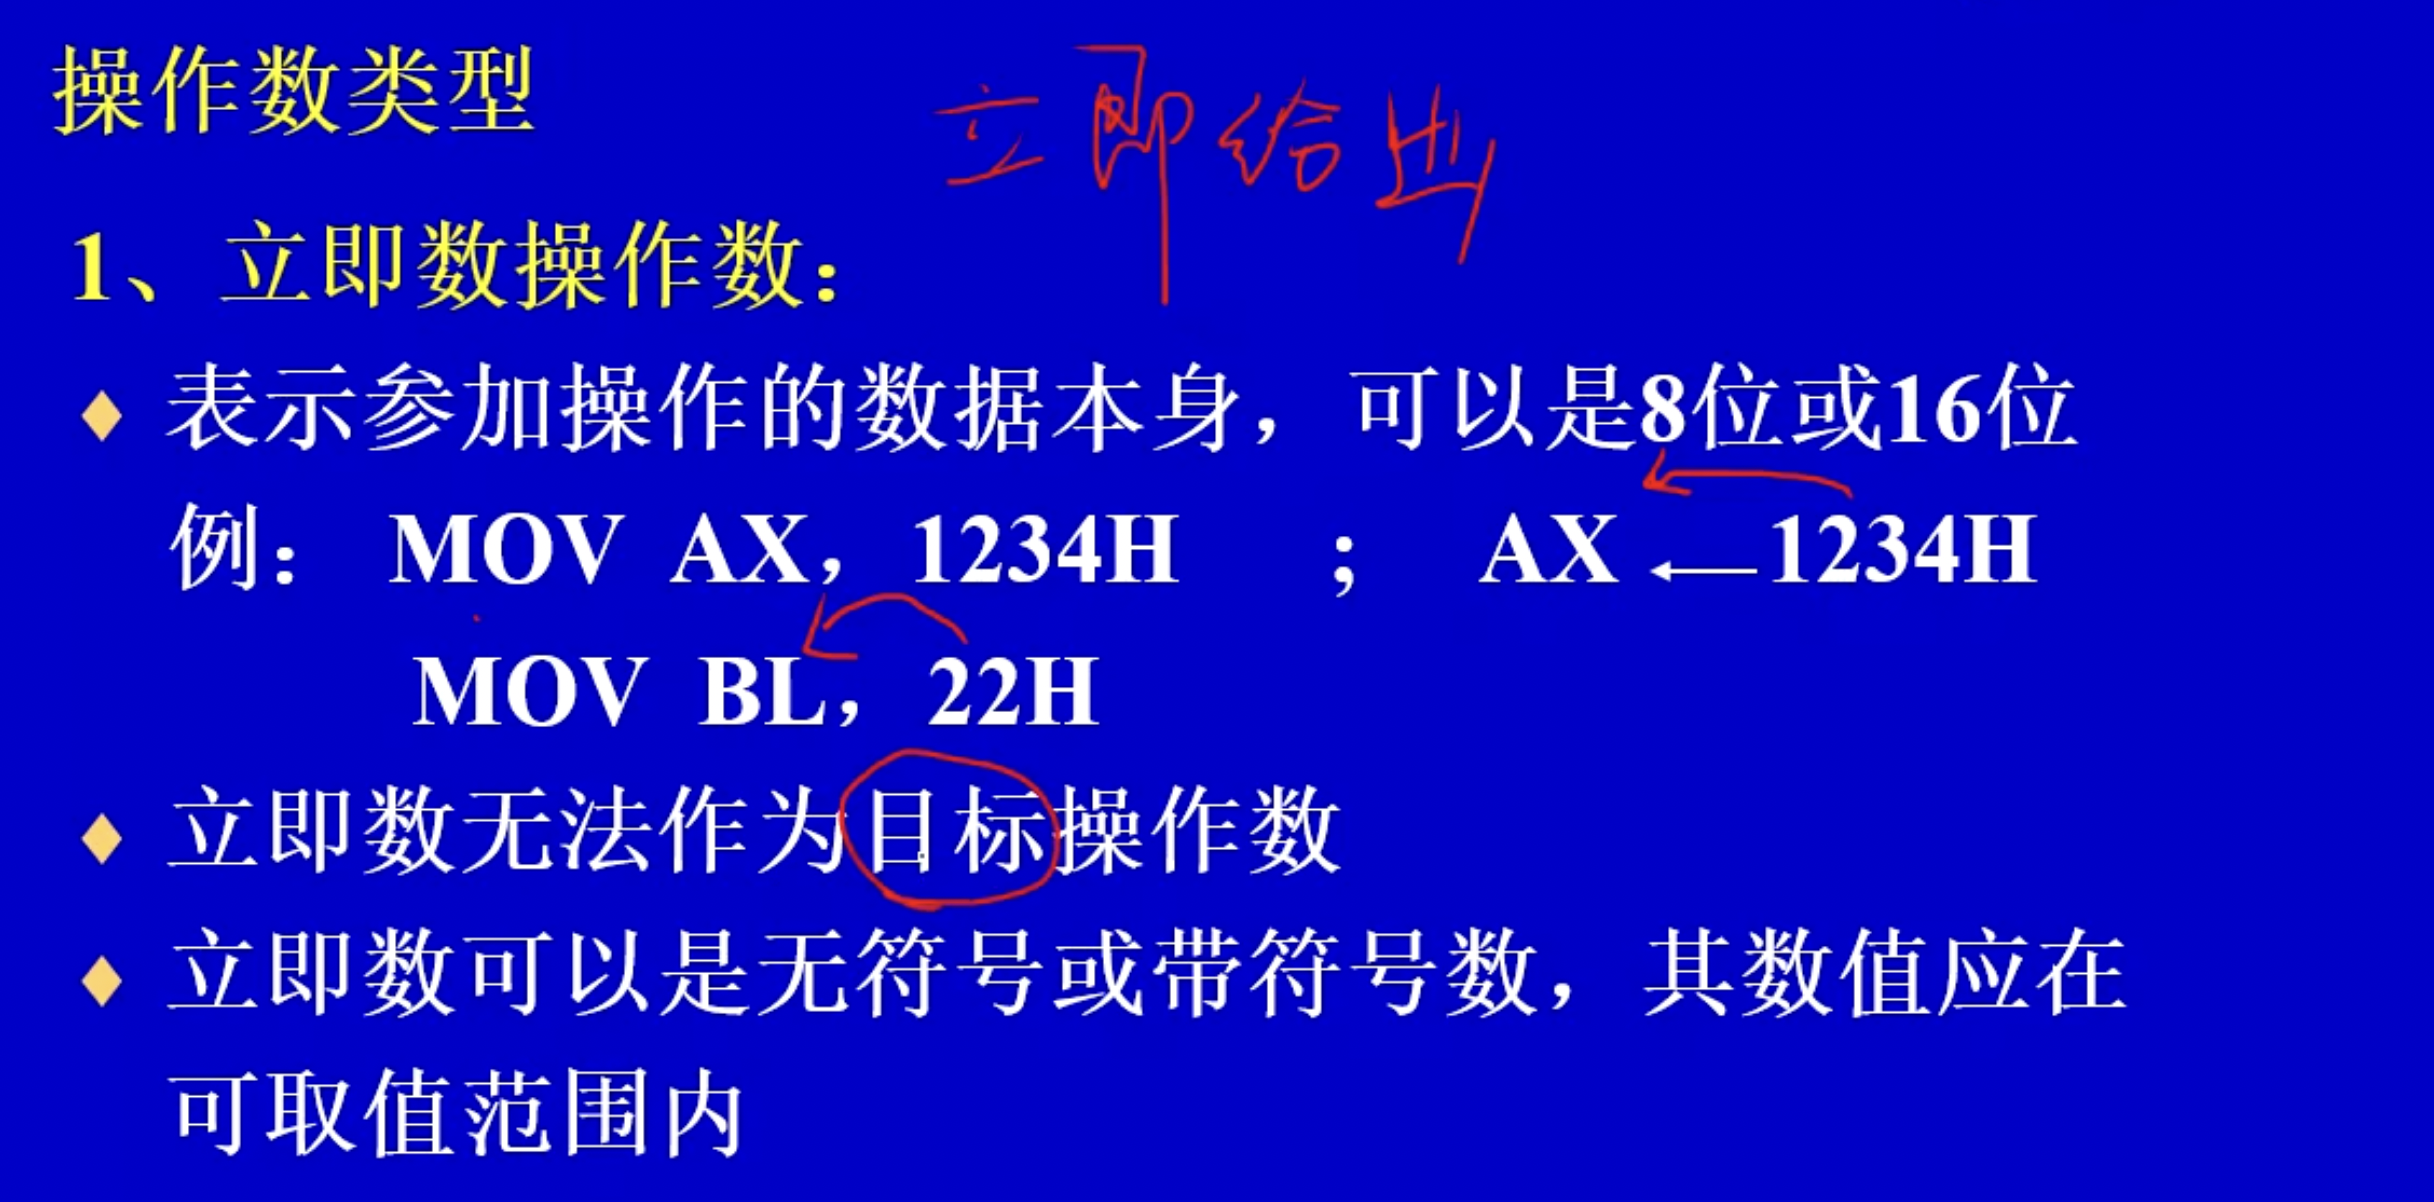 操作数类型
立即给出
1、立即数操作数：
表示参加操作的数据本身，可以是8位或16位
例： MOV AX，1234H ； AX ←1234H
MOV BL，22H
立即数无法作为目标操作数
立即数可以是无符号或带符号数，其数值应在
可取值范围内